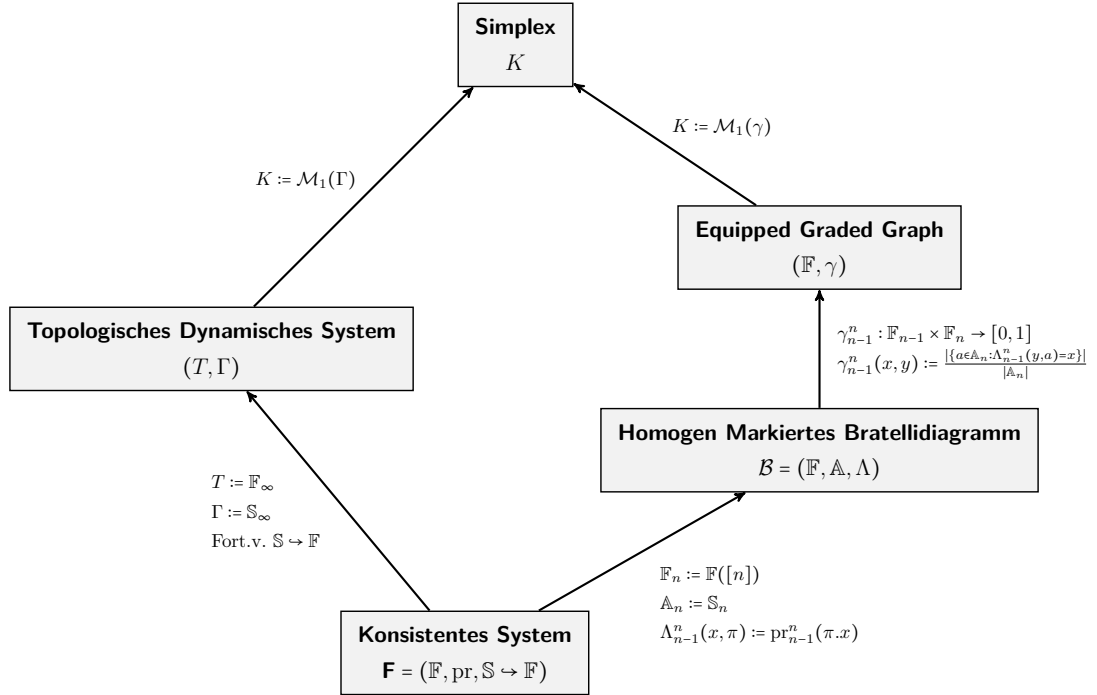 Simplex
K
K := ℳ₁(γ)
K := ℳ₁(Γ)
Equipped Graded Graph
(𝔽, γ)
Topologisches Dynamisches System
(T, Γ)
γⁿₙ₋₁ : 𝔽ₙ₋₁ × 𝔽ₙ → [0, 1]
γⁿₙ₋₁(x, y) := |{a∈𝔸ₙ:Λⁿₙ₋₁(y,a)=x}| / |𝔸ₙ|
Homogen Markiertes Bratellidiagramm
ℬ = (𝔽, 𝔸, Λ)
T := 𝔽_∞
Γ := 𝕊_∞
Fort.v. 𝕊 ↪ 𝔽
𝔽ₙ := 𝔽([n])
𝔸ₙ := 𝕊ₙ
Λⁿₙ₋₁(x, π) := prⁿₙ₋₁(π.x)
Konsistentes System
𝗙 = (𝔽, pr, 𝕊 ↪ 𝔽)